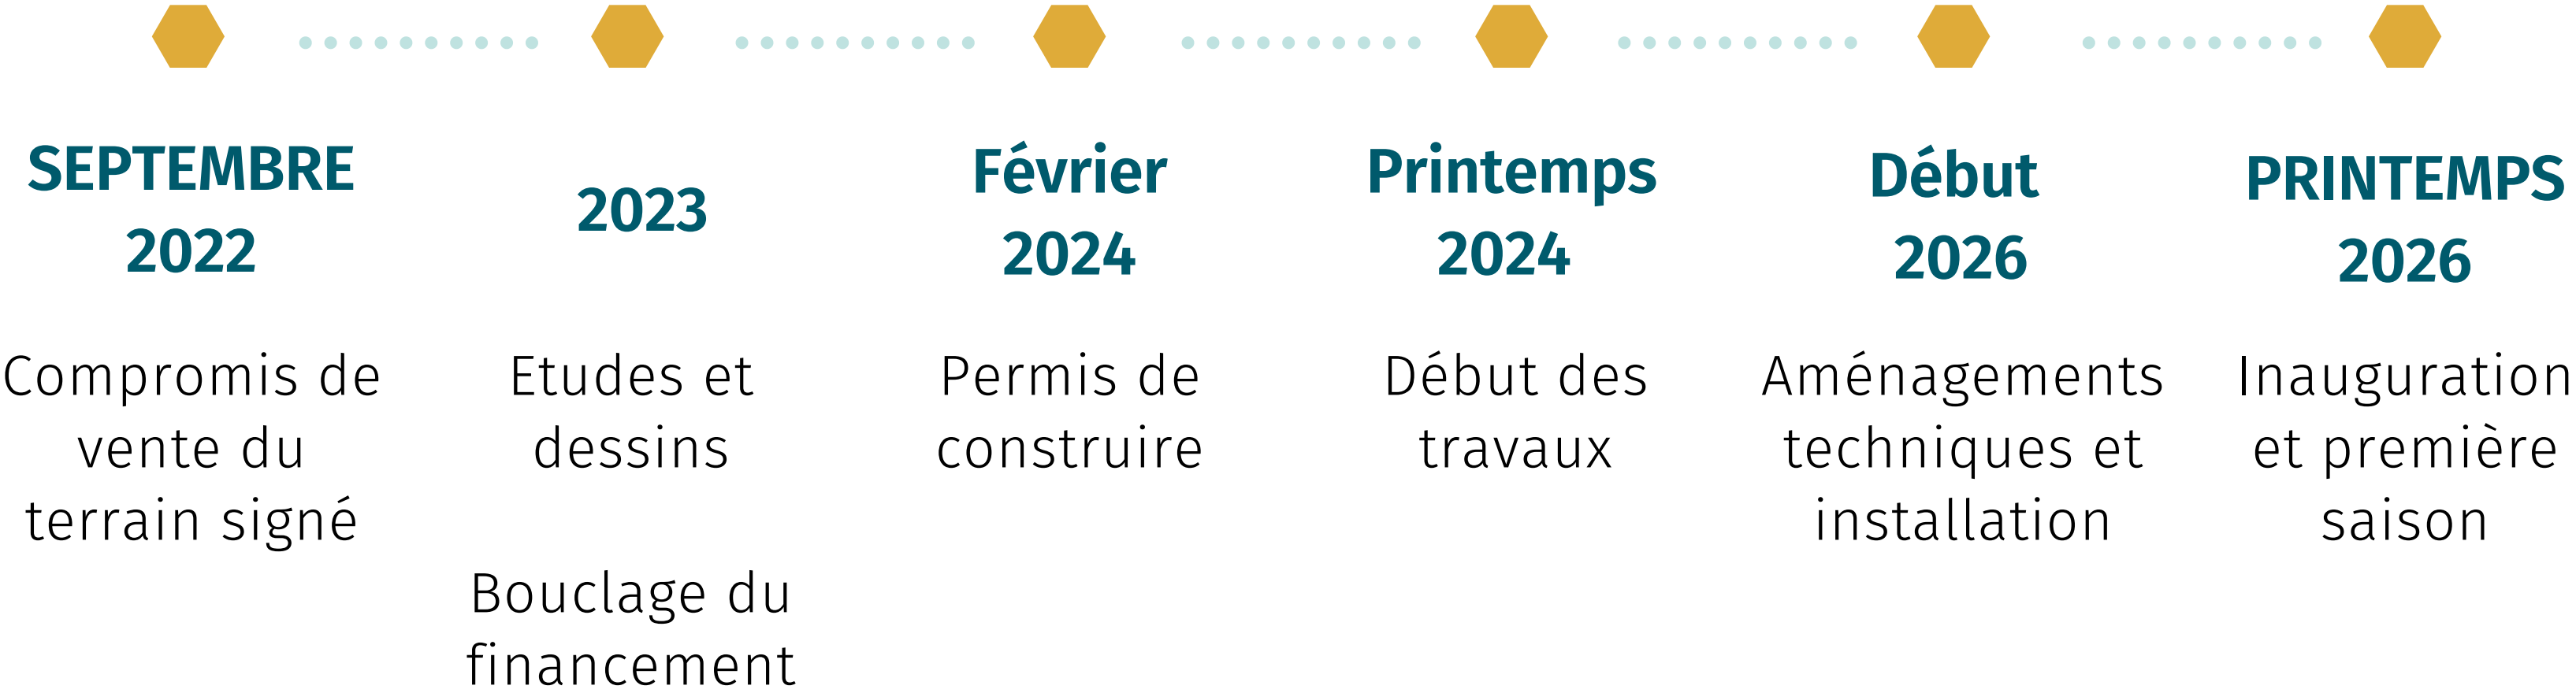 SEPTEMBRE
2022
Compromis de
vente du
terrain signé
2023
Etudes et
dessins
Bouclage du
financement
Février
2024
Permis de
construire
Printemps
2024
Début des
travaux
Début
2026
Aménagements
techniques et
installation
PRINTEMPS
2026
Inauguration
et première
saison